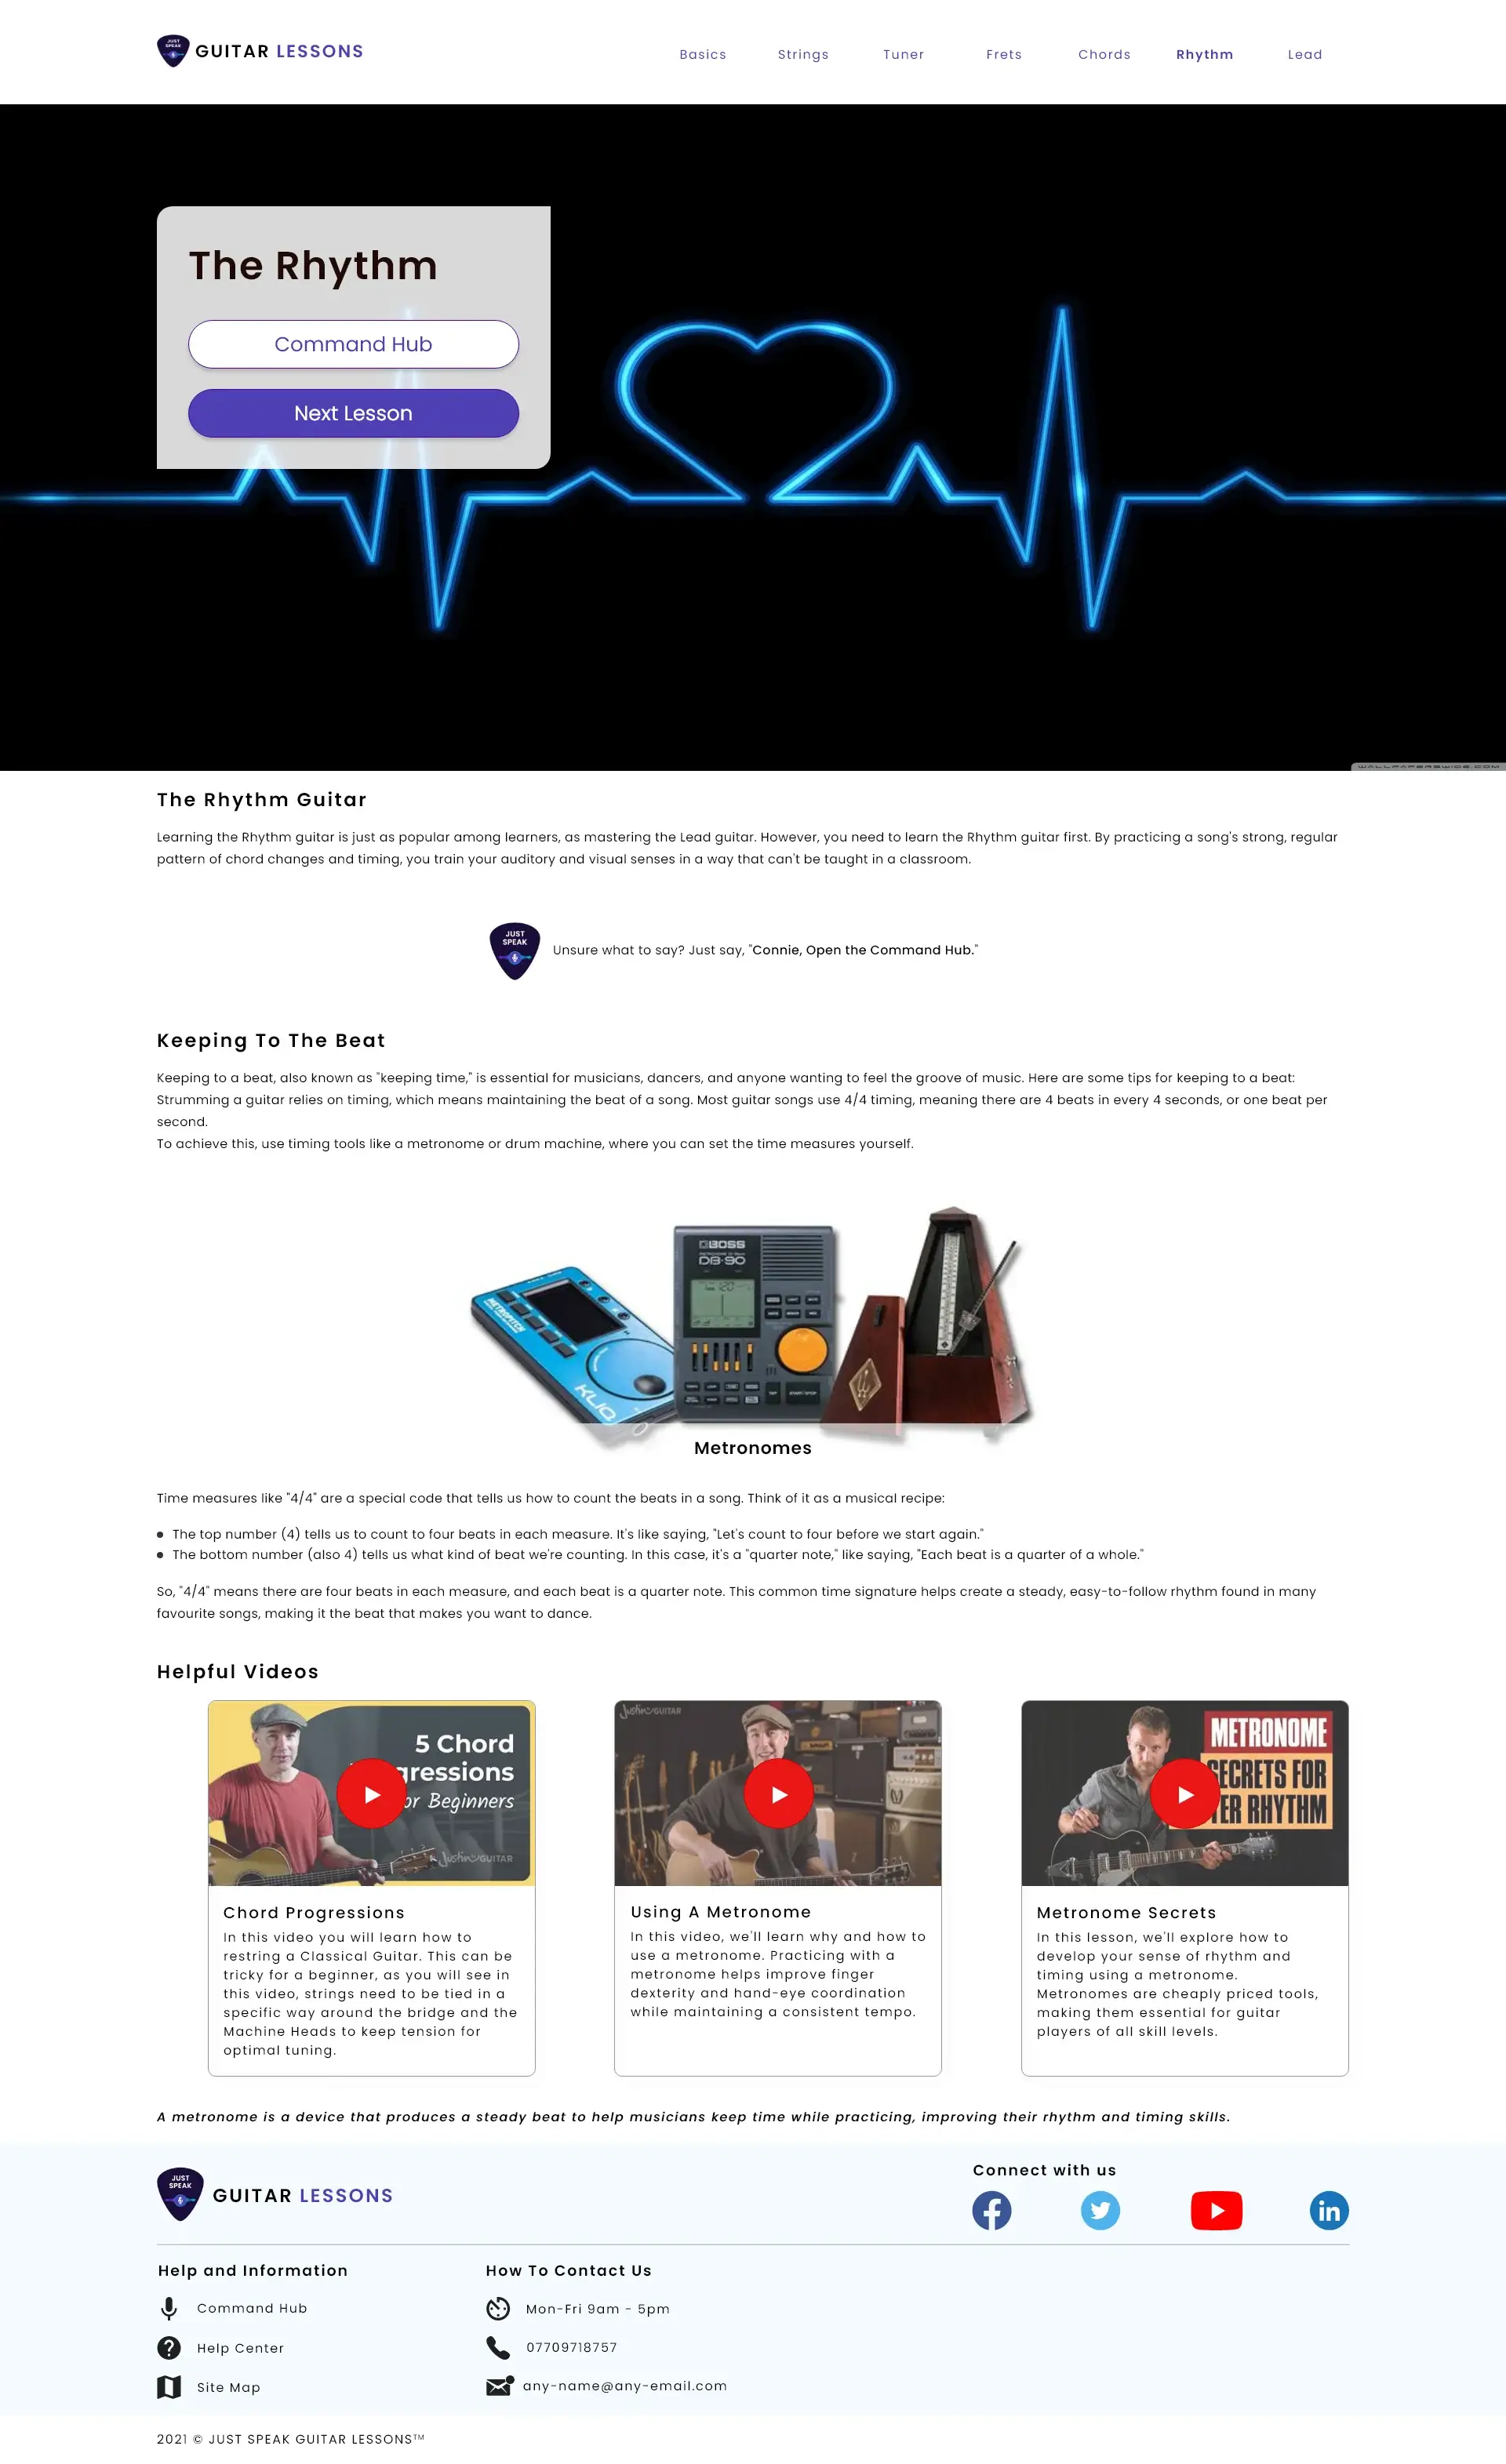 JUST
SPEAK
GUITAR LESSONS
Basics
Strings
Tuner
Frets
Chords
Rhythm
Lead
The Rhythm
Command Hub
Next Lesson
The Rhythm Guitar
Learning the Rhythm guitar is just as popular among learners, as mastering the Lead guitar. However, you need to learn the Rhythm guitar first. By practicing a song's strong, regular
pattern of chord changes and timing, you train your auditory and visual senses in a way that can't be taught in a classroom.
JUST
SPEAK
Unsure what to say? Just say, "Connie, Open the Command Hub."
Keeping To The Beat
Keeping to a beat, also known as "keeping time," is essential for musicians, dancers, and anyone wanting to feel the groove of music. Here are some tips for keeping to a beat:
Strumming a guitar relies on timing, which means maintaining the beat of a song. Most guitar songs use 4/4 timing, meaning there are 4 beats in every 4 seconds, or one beat per
second.
To achieve this, use timing tools like a metronome or drum machine, where you can set the time measures yourself.
BOSS
DB-90
METROPITCH
KLIQ
Metronomes
Time measures like "4/4" are a special code that tells us how to count the beats in a song. Think of it as a musical recipe:
The top number (4) tells us to count to four beats in each measure. It's like saying, "Let's count to four before we start again."
The bottom number (also 4) tells us what kind of beat we're counting. In this case, it's a "quarter note," like saying, "Each beat is a quarter of a whole."
So, "4/4" means there are four beats in each measure, and each beat is a quarter note. This common time signature helps create a steady, easy-to-follow rhythm found in many
favourite songs, making it the beat that makes you want to dance.
Helpful Videos
5 Chord
gressions
or Beginners
Justin GUITAR
Chord Progressions
In this video you will learn how to
restring a Classical Guitar. This can be
tricky for a beginner, as you will see in
this video, strings need to be tied in a
specific way around the bridge and the
Machine Heads to keep tension for
optimal tuning.
Justin GUITAR
Using A Metronome
In this video, we'll learn why and how to
use a metronome. Practicing with a
metronome helps improve finger
dexterity and hand-eye coordination
while maintaining a consistent tempo.
METRONOME
SECRETS FOR
TER RHYTHM
Metronome Secrets
In this lesson, we'll explore how to
develop your sense of rhythm and
timing using a metronome.
Metronomes are cheaply priced tools,
making them essential for guitar
players of all skill levels.
A metronome is a device that produces a steady beat to help musicians keep time while practicing, improving their rhythm and timing skills.
JUST
SPEAK
GUITAR LESSONS
Connect with us
Help and Information
Command Hub
Help Center
Site Map
How To Contact Us
Mon-Fri 9am - 5pm
07709718757
any-name@any-email.com
2021 © JUST SPEAK GUITAR LESSONS™